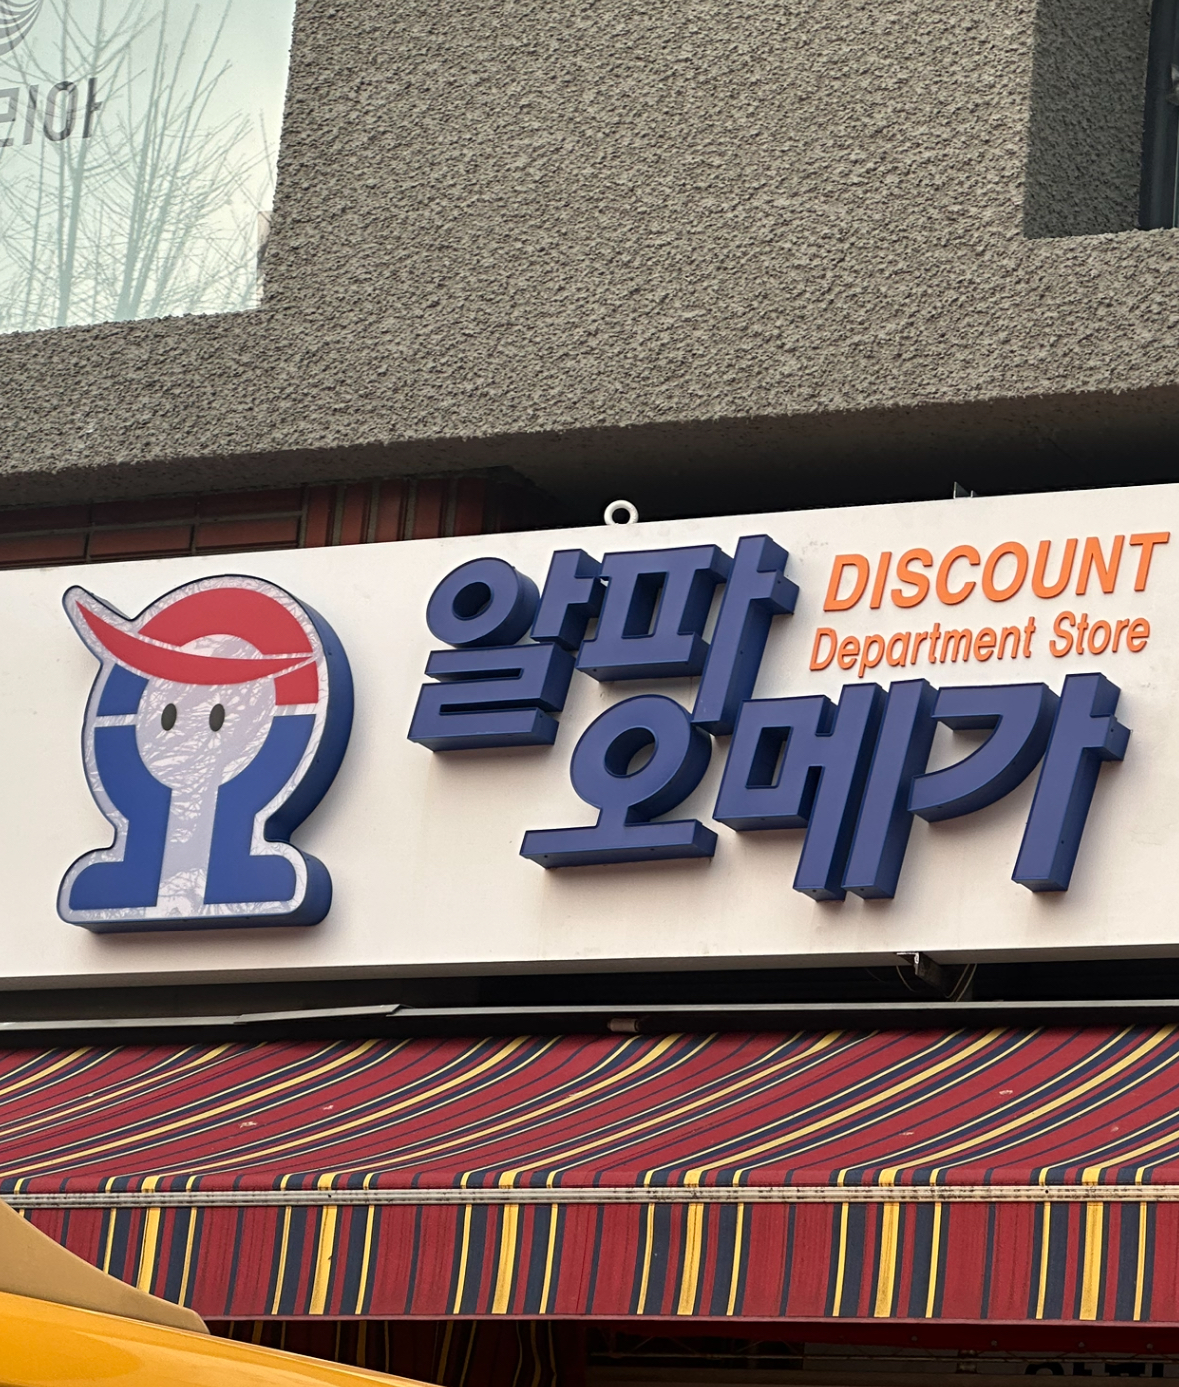 알파 DISCOUNT
Department Store
오메가